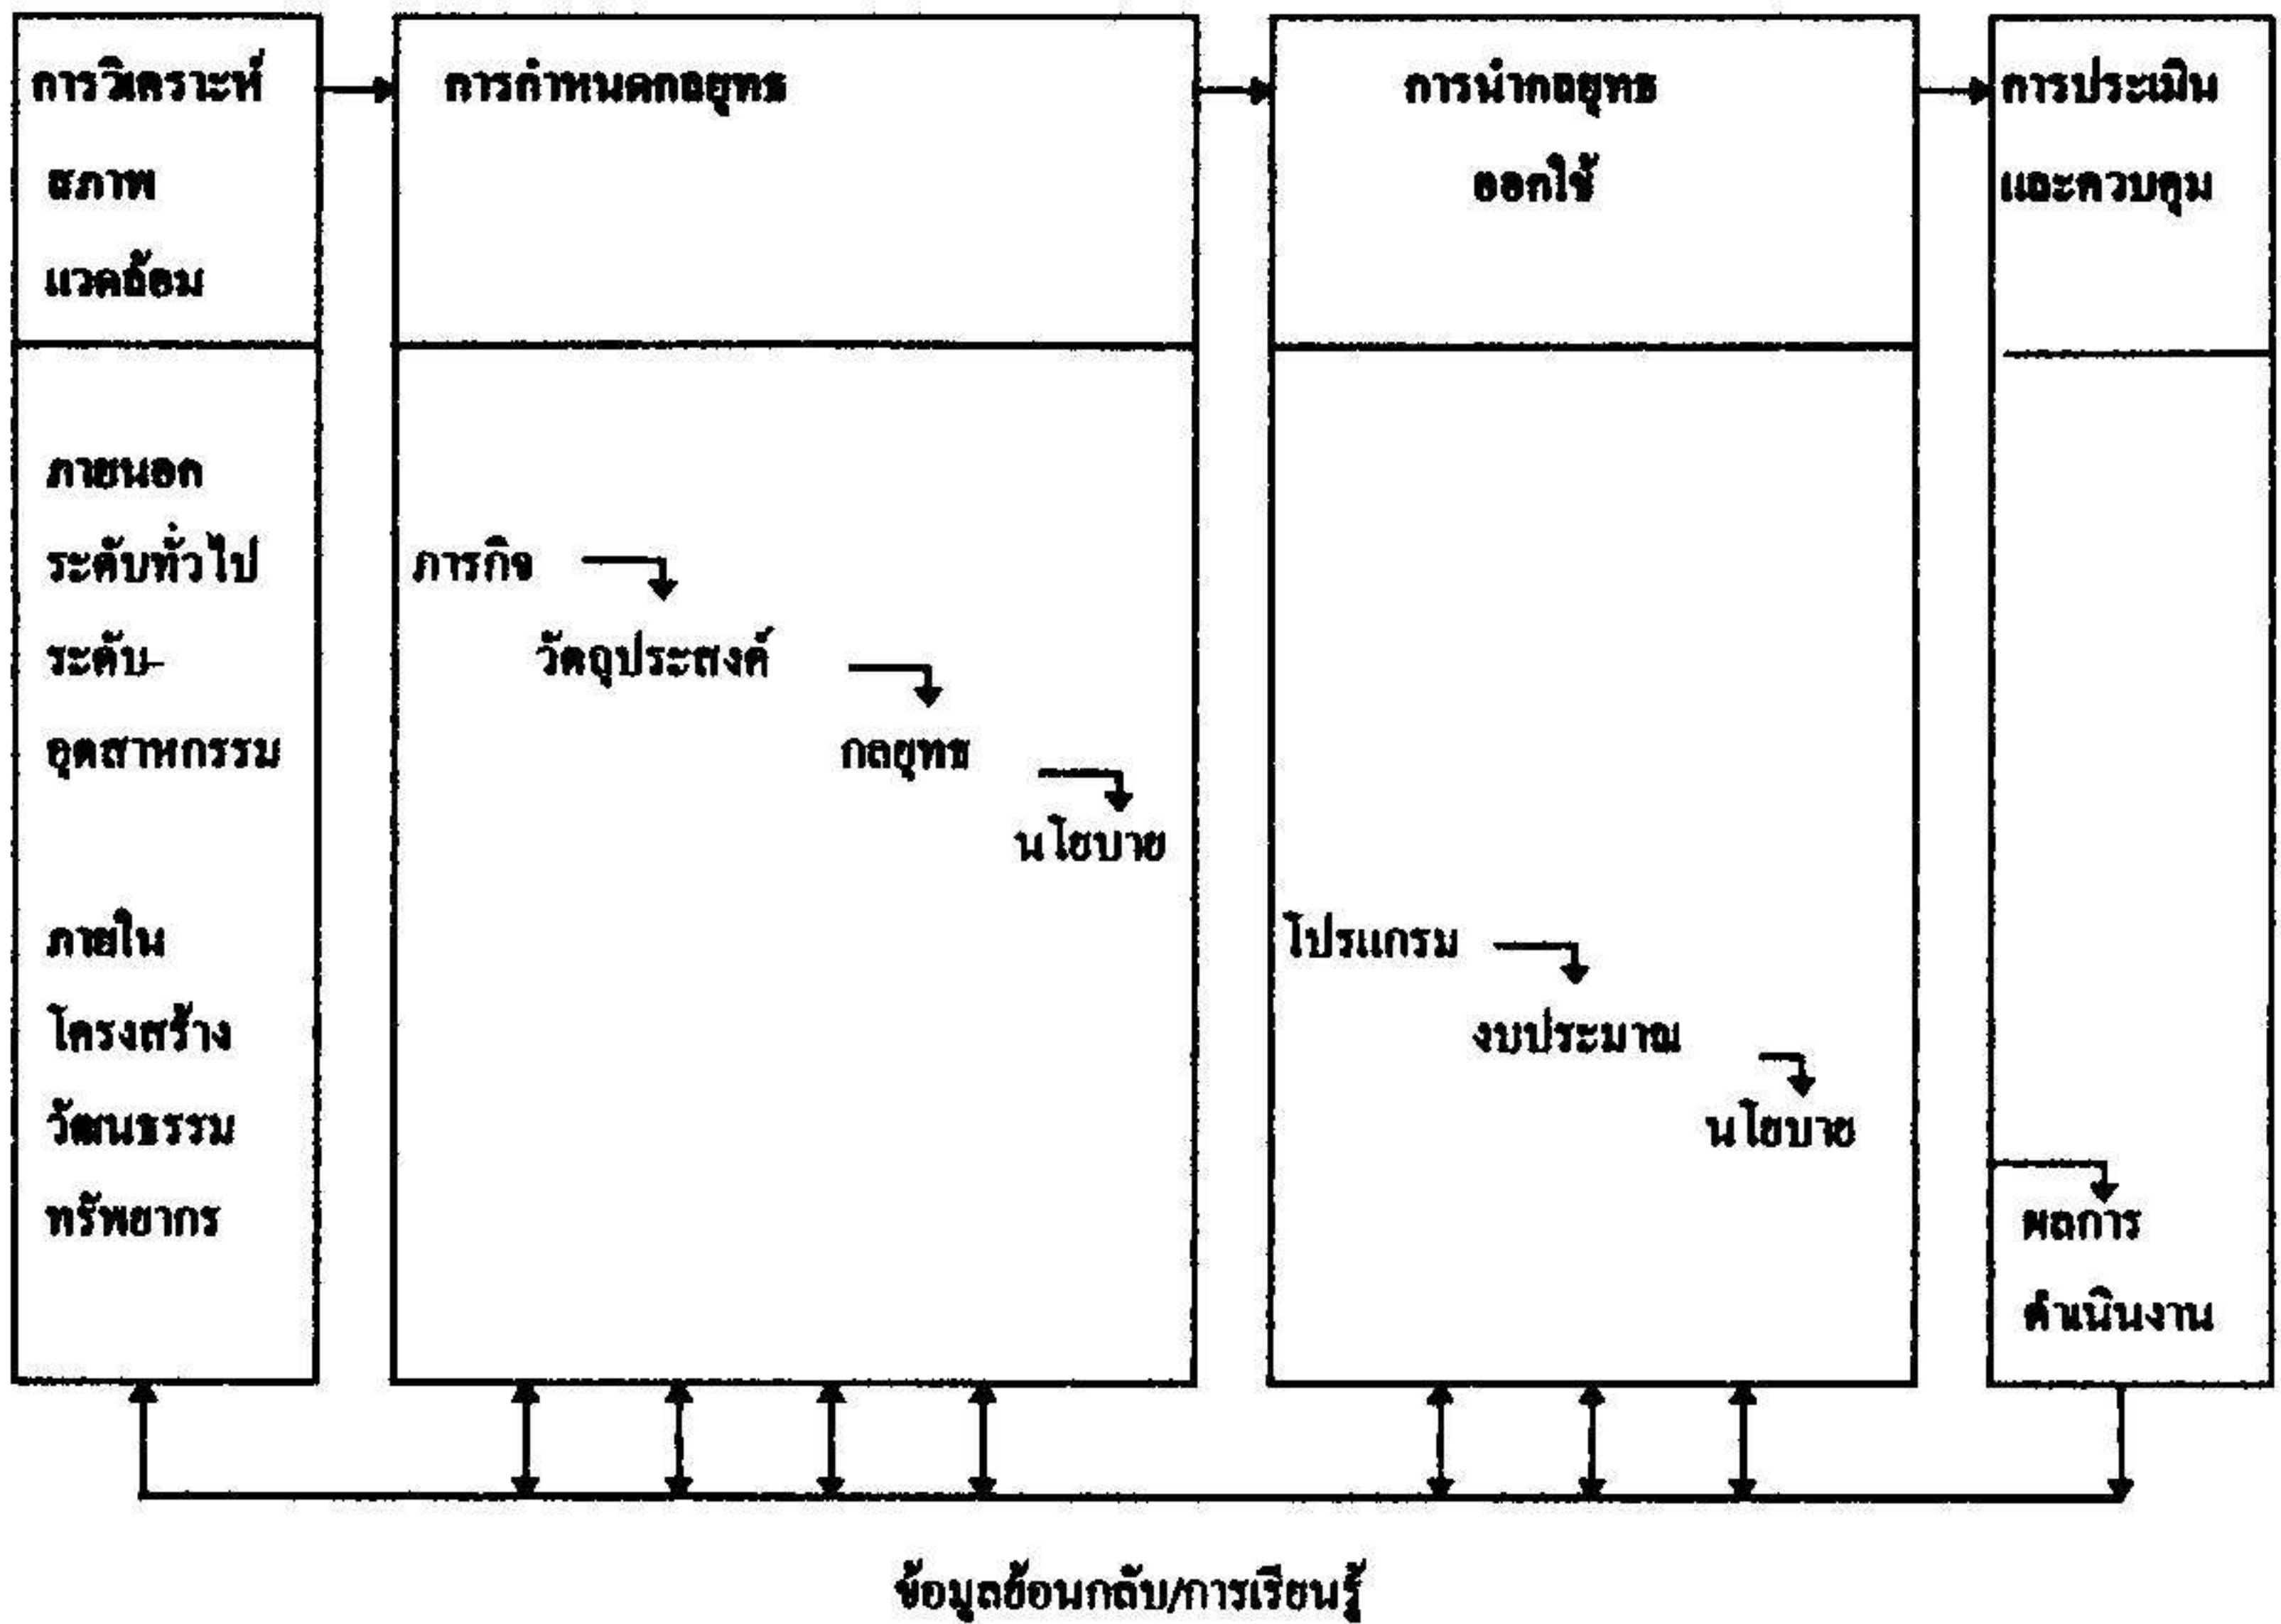 การวิเคราะห์
สภาพ
แวดล้อม
การกำหนดกลยุทธ
การนำกลยุทธ
ออกใช้
การประเมิน
และควบคุม
ภายนอก
ระดับทั่วไป
ระดับ-
อุตสาหกรรม
ภายใน
โครงสร้าง
วัฒนธรรม
ทรัพยากร
ภารกิจ
วัตถุประสงค์
กลยุทธ
นโยบาย
โปรแกรม
งบประมาณ
นโยบาย
ผลการ
ดำเนินงาน
ข้อมูลย้อนกลับ/การเรียนรู้